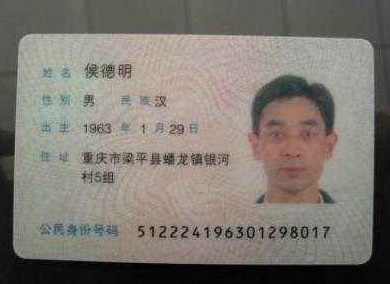 姓名 侯德明
性别 男 民族 汉
出生 1963 年 1 月 29 日
住址 重庆市梁平县蟠龙镇银河
村5组
公民身份号码 512224196301298017